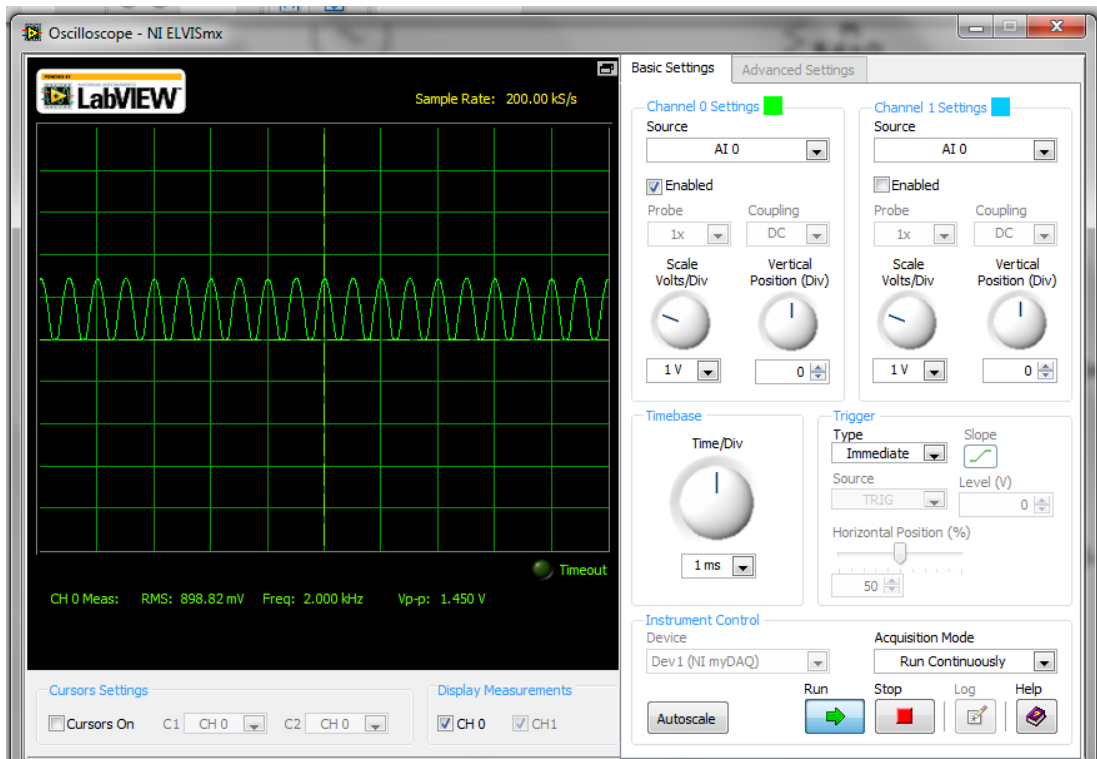 Oscilloscope - NI ELVISmx
POWERED BY
NATIONAL INSTRUMENTS
LabVIEW
Sample Rate: 200.00 kS/s
Timeout
CH 0 Meas: RMS: 898.82 mV Freq: 2.000 kHz Vp-p: 1.450 V
Cursors Settings
Cursors On C1 CH 0 C2 CH 0
Display Measurements
CH 0 CH1
Basic Settings Advanced Settings
Channel 0 Settings
Source
AI 0
Enabled
Probe Coupling
1x DC
Scale Vertical
Volts/Div Position (Div)
1 V 0
Channel 1 Settings
Source
AI 0
Enabled
Probe Coupling
1x DC
Scale Vertical
Volts/Div Position (Div)
1 V 0
Timebase
Time/Div
1 ms
Trigger
Type Slope
Immediate
Source Level (V)
TRIG 0
Horizontal Position (%)
50
Instrument Control
Device Acquisition Mode
Dev1 (NI myDAQ) Run Continuously
Run Stop Log Help
Autoscale